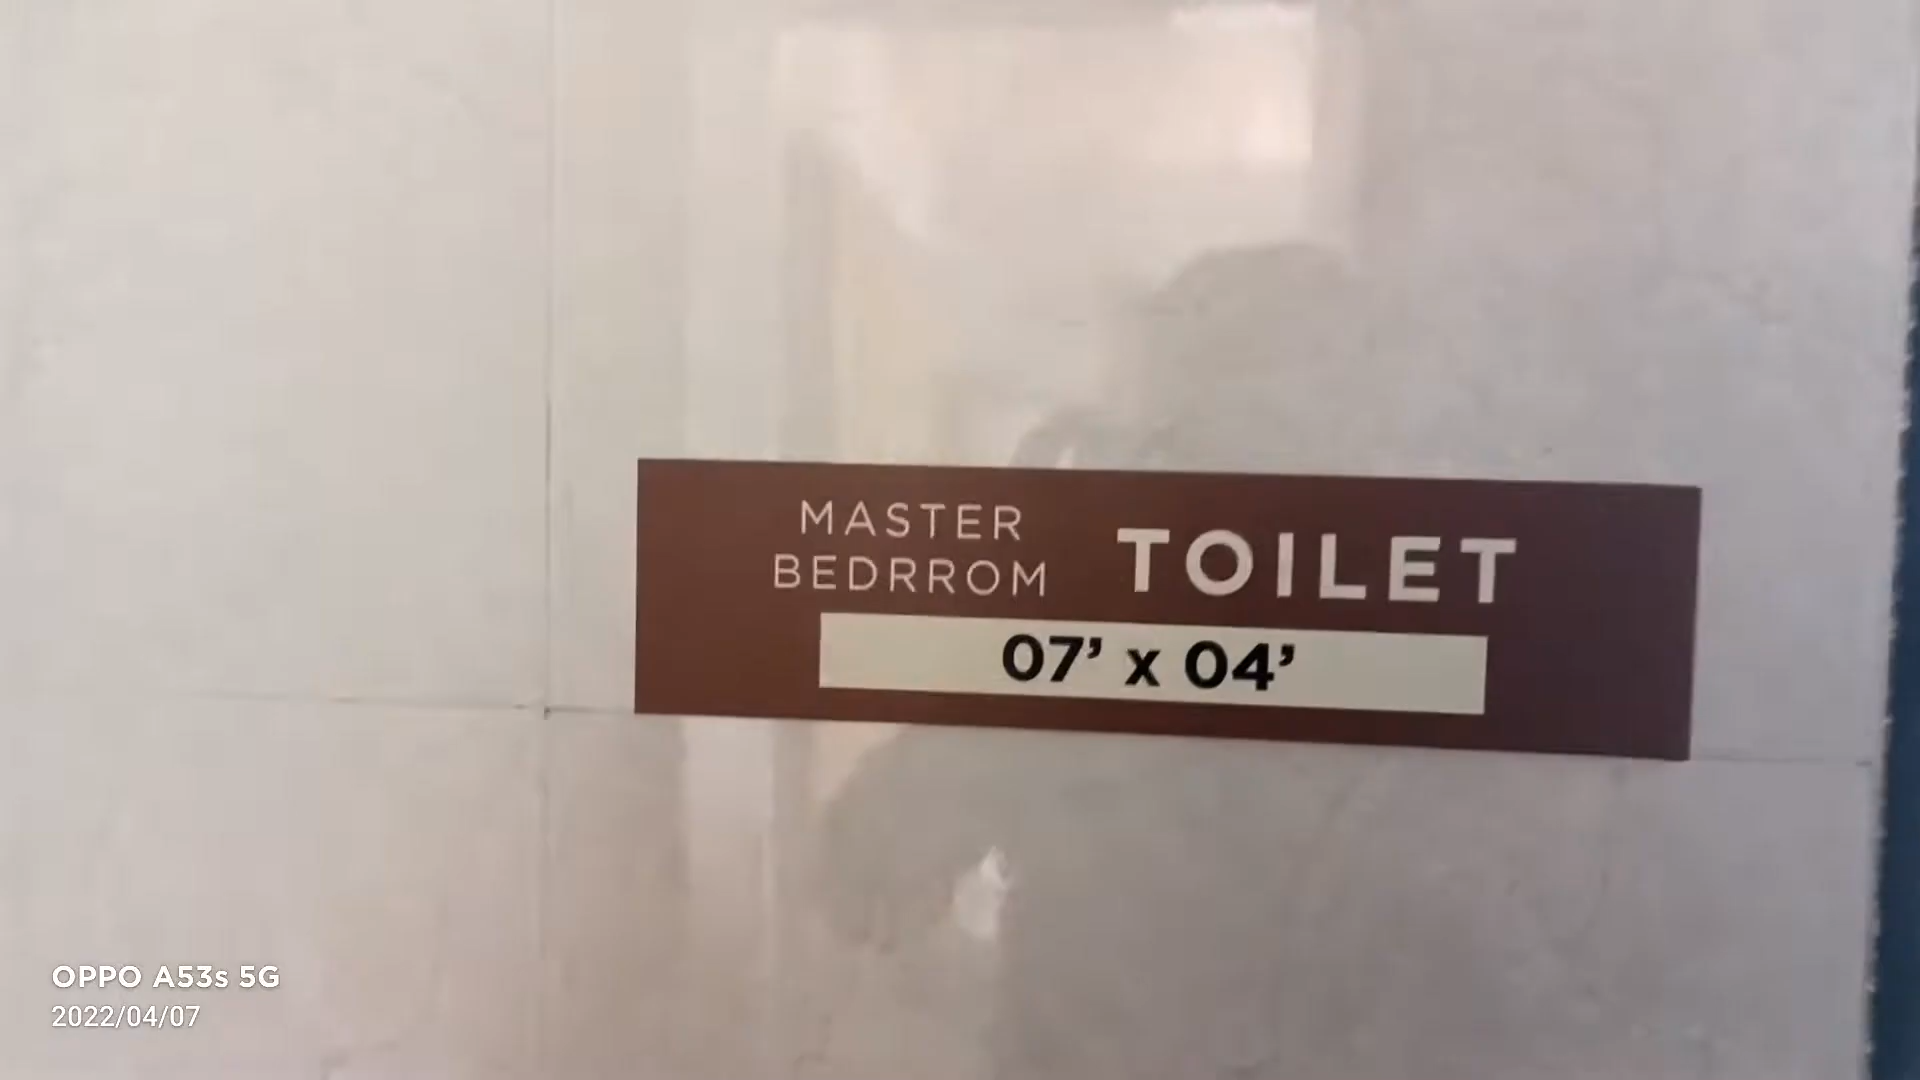 MASTER
BEDRROM
TOILET
07’ x 04’
OPPO A53s 5G
2022/04/07